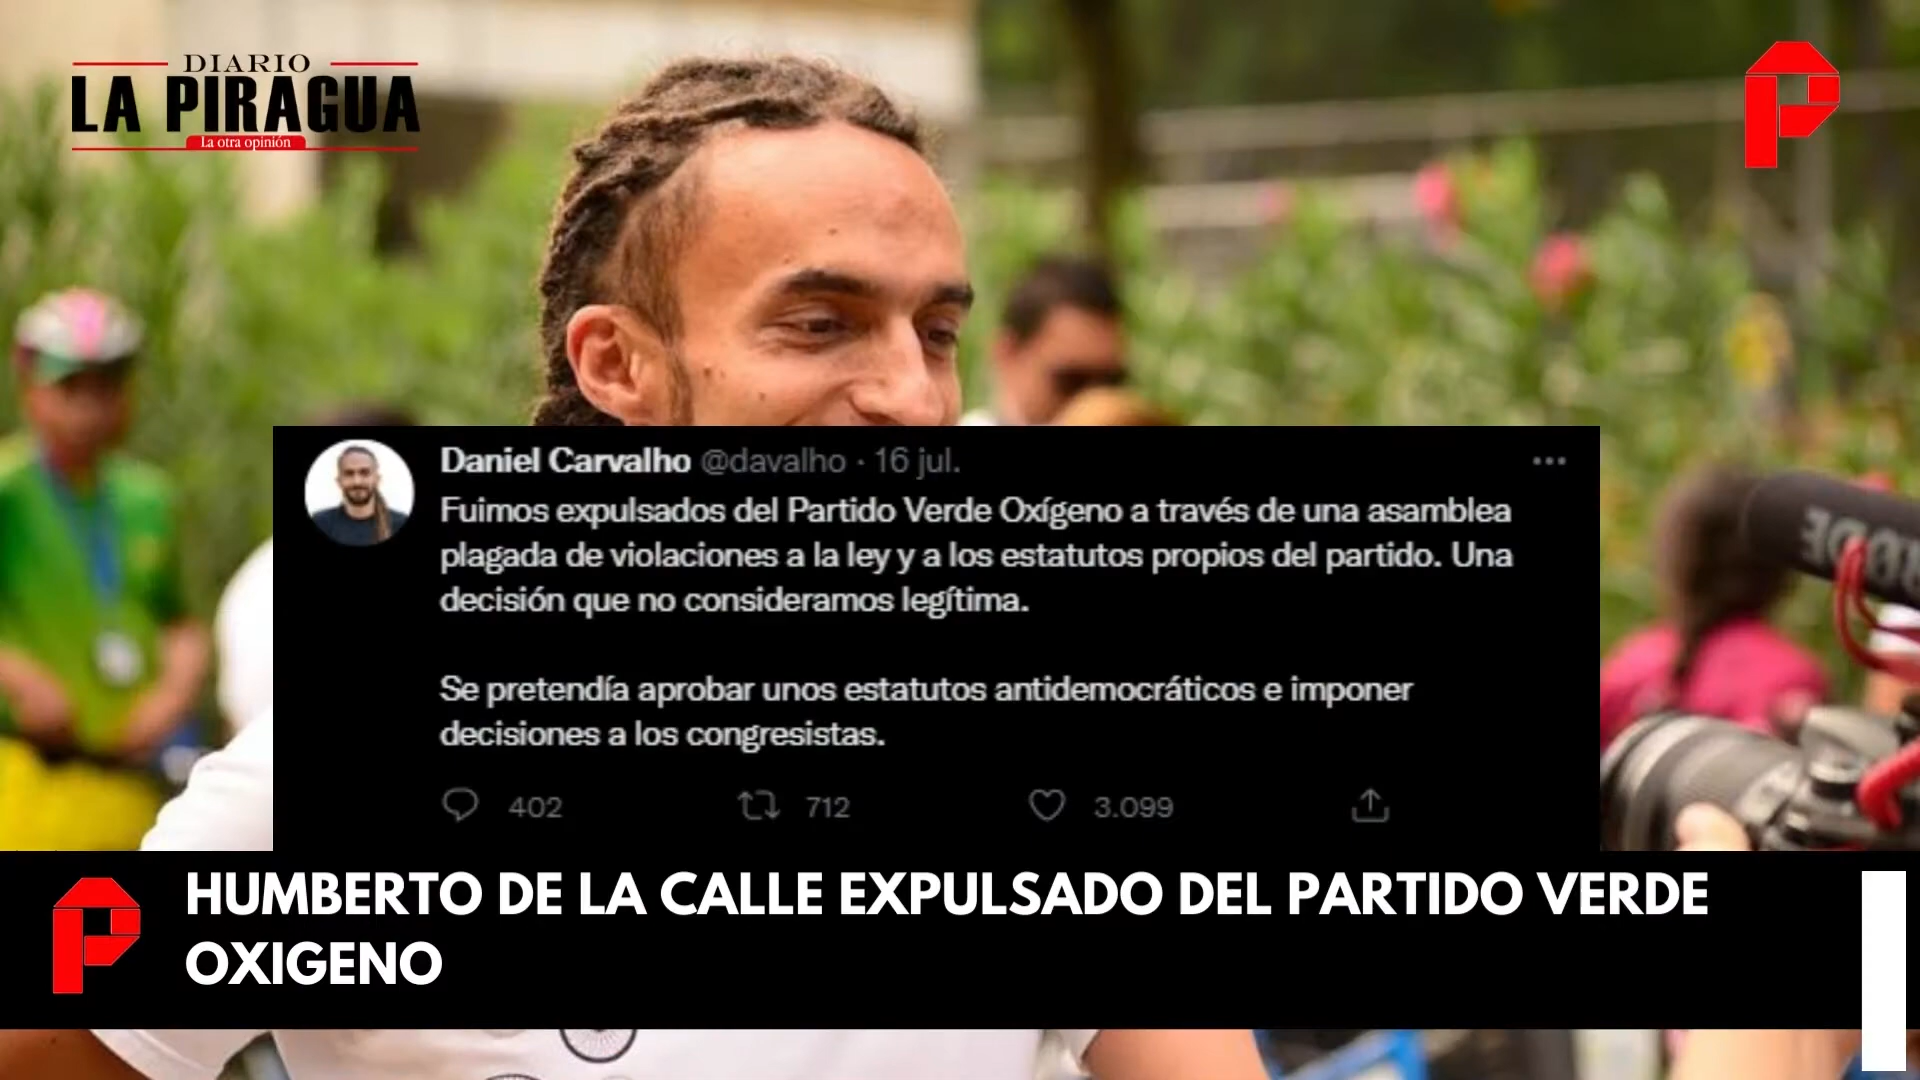 DIARIO
LA PIRAGUA
La otra opinión
Daniel Carvalho @davalho · 16 jul.
Fuimos expulsados del Partido Verde Oxígeno a través de una asamblea
plagada de violaciones a la ley y a los estatutos propios del partido. Una
decisión que no consideramos legítima.
Se pretendía aprobar unos estatutos antidemocráticos e imponer
decisiones a los congresistas.
402 712 3.099
HUMBERTO DE LA CALLE EXPULSADO DEL PARTIDO VERDE
OXIGENO